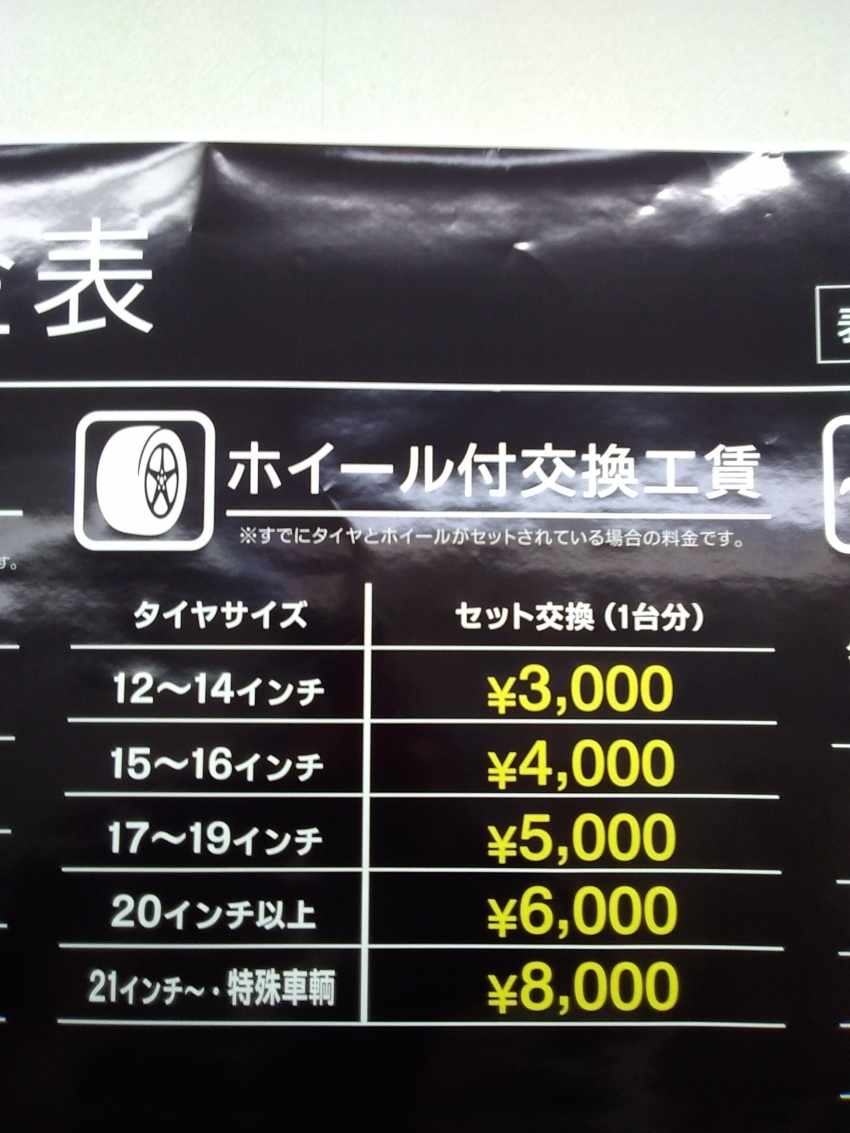 表
ホイール付交換工賃
※すでにタイヤとホイールがセットされている場合の料金です。
す。
タイヤサイズ セット交換（1台分）
12〜14インチ ¥3,000
15〜16インチ ¥4,000
17〜19インチ ¥5,000
20インチ以上 ¥6,000
21インチ〜・特殊車輌 ¥8,000